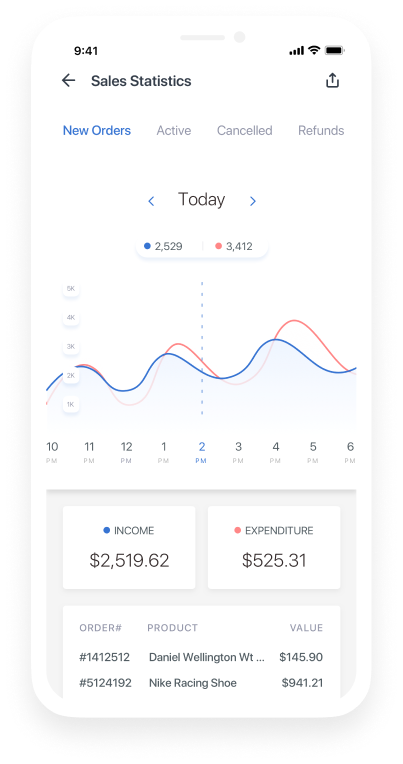 9:41
Sales Statistics
New Orders Active Cancelled Refunds
Today
2,529 3,412
5K
4K
3K
2K
1K
10 11 12 1 2 3 4 5 6
PM PM PM PM PM PM PM PM PM
INCOME EXPENDITURE
$2,519.62 $525.31
ORDER# PRODUCT VALUE
#1412512 Daniel Wellington Wt ... $145.90
#5124192 Nike Racing Shoe $941.21